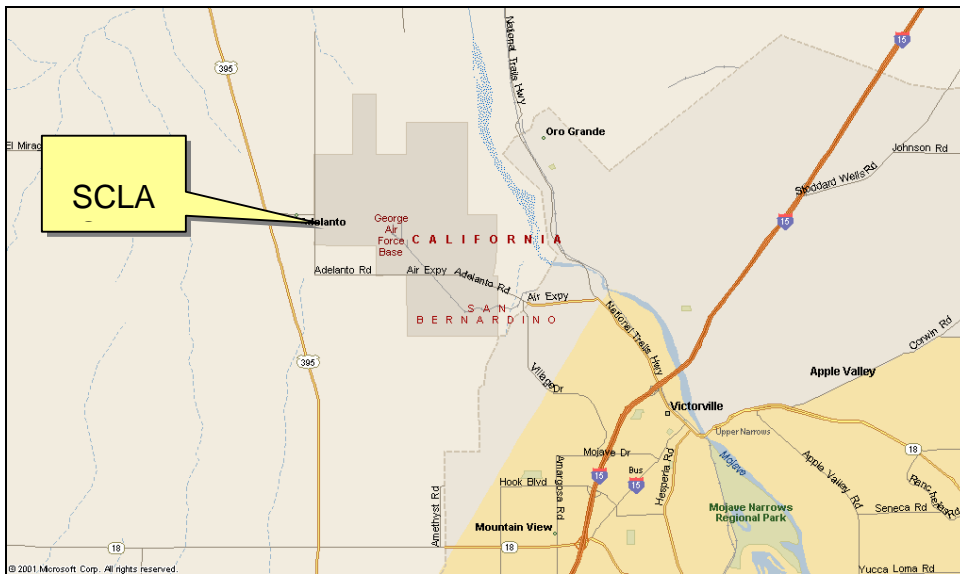 15
395
National Trails Hwy
Oro Grande
Johnson Rd
El Mirag
Stoddard Wells Rd
SCLA
15
Adelanto
George
Air
Force
Base
CALIFORNIA
Adelanto Rd
Air Expy
Adelanto Rd
Air Expy
SAN
BERNARDINO
National Trails Hwy
Corwin Rd
395
Village Dr
Apple Valley
Victorville
Upper Narrows
Mojave Dr
Hesperia Rd
Mojave
18
Bus
15
15
Amargosa Rd
Hook Blvd
Apple Valley Rd
Rancherias Rd
Amethyst Rd
Mojave Narrows
Regional Park
Seneca Rd
Mountain View
18
18
Yucca Loma Rd
© 2001 Microsoft Corp. All rights reserved.